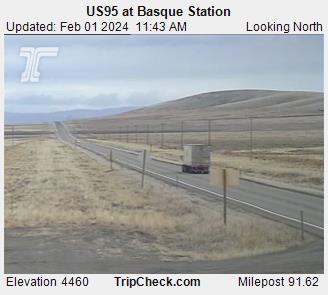 US95 at Basque Station
Updated: Feb 01 2024 11:43 AM Looking North
Elevation 4460 TripCheck.com Milepost 91.62